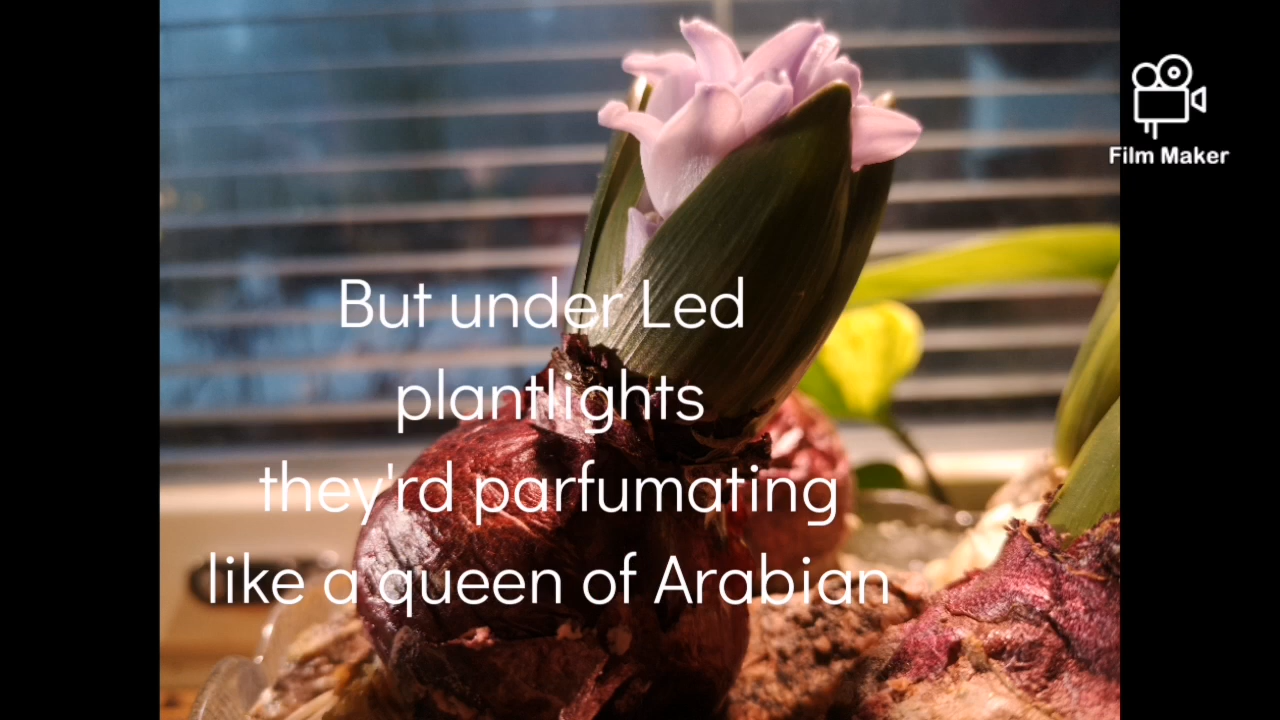 Film Maker
But under Led
plantlights
they'rd parfumating
like a queen of Arabian